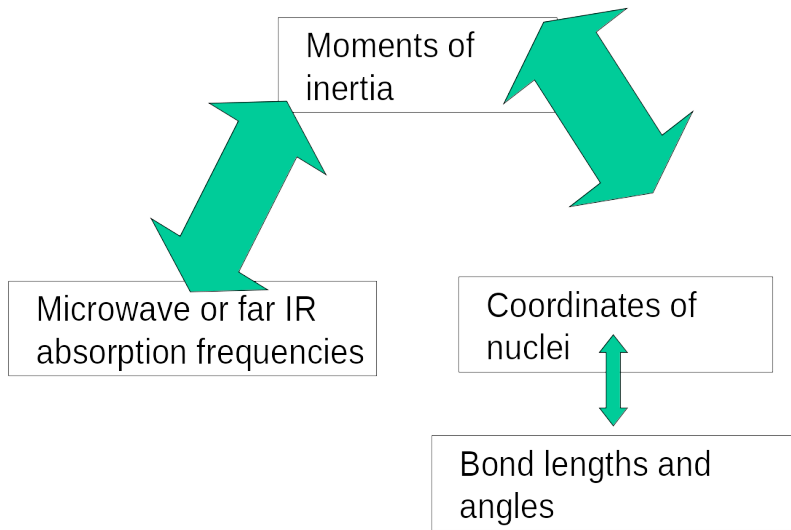 Moments of
inertia
Microwave or far IR
absorption frequencies
Coordinates of
nuclei
Bond lengths and
angles